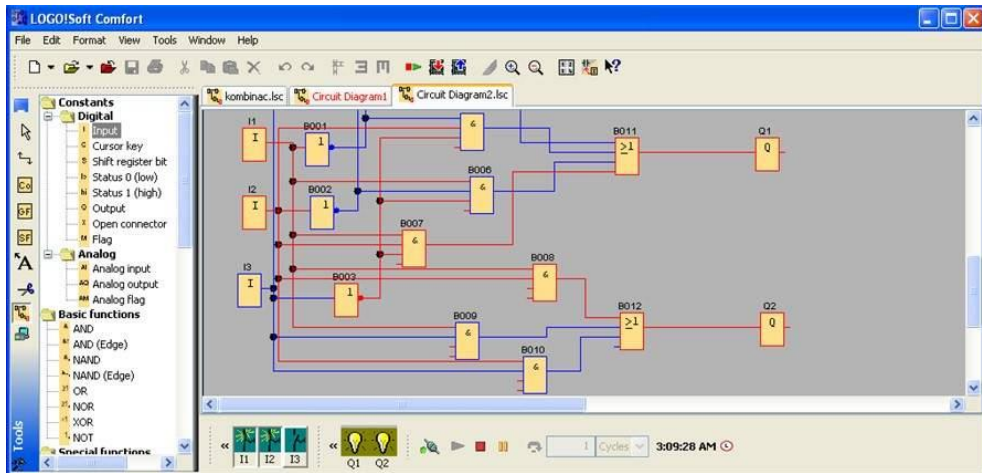 LOGO!Soft Comfort
File Edit Format View Tools Window Help
kombinac.lsc Circuit Diagram1 Circuit Diagram2.lsc
Constants
Digital
Input
Cursor key
Shift register bit
Status 0 (low)
Status 1 (high)
Output
Open connector
Flag
Analog
Analog input
Analog output
Analog flag
Basic functions
AND
AND (Edge)
NAND
NAND (Edge)
OR
NOR
XOR
NOT
Special functions
Tools
Co
GF
SF
I1
I
B001
1
&
B011
≥1
Q1
Q
I2
I
B002
1
B006
&
B007
&
I3
I
B003
1
B008
&
B009
&
B010
&
B012
≥1
Q2
Q
I1 I2 I3 Q1 Q2
1 Cycles 3:09:28 AM